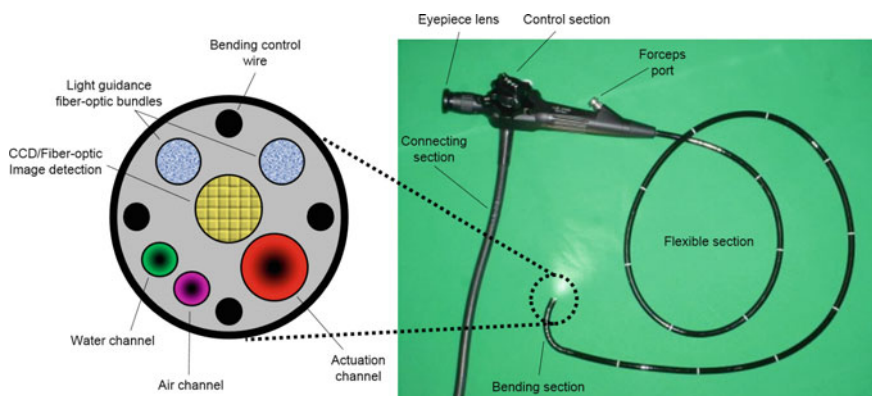 Bending control
wire
Light guidance
fiber-optic bundles
CCD/Fiber-optic
Image detection
Water channel
Air channel
Actuation
channel
Eyepiece lens
Control section
Forceps
port
Connecting
section
Flexible section
Bending section